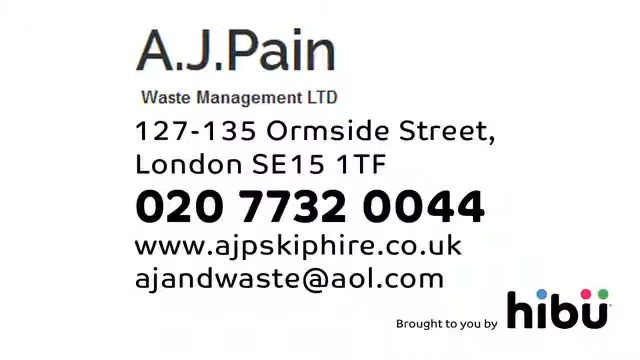 A.J.Pain
Waste Management LTD
127-135 Ormside Street,
London SE15 1TF
020 7732 0044
www.ajpskiphire.co.uk
ajandwaste@aol.com
Brought to you by hibü